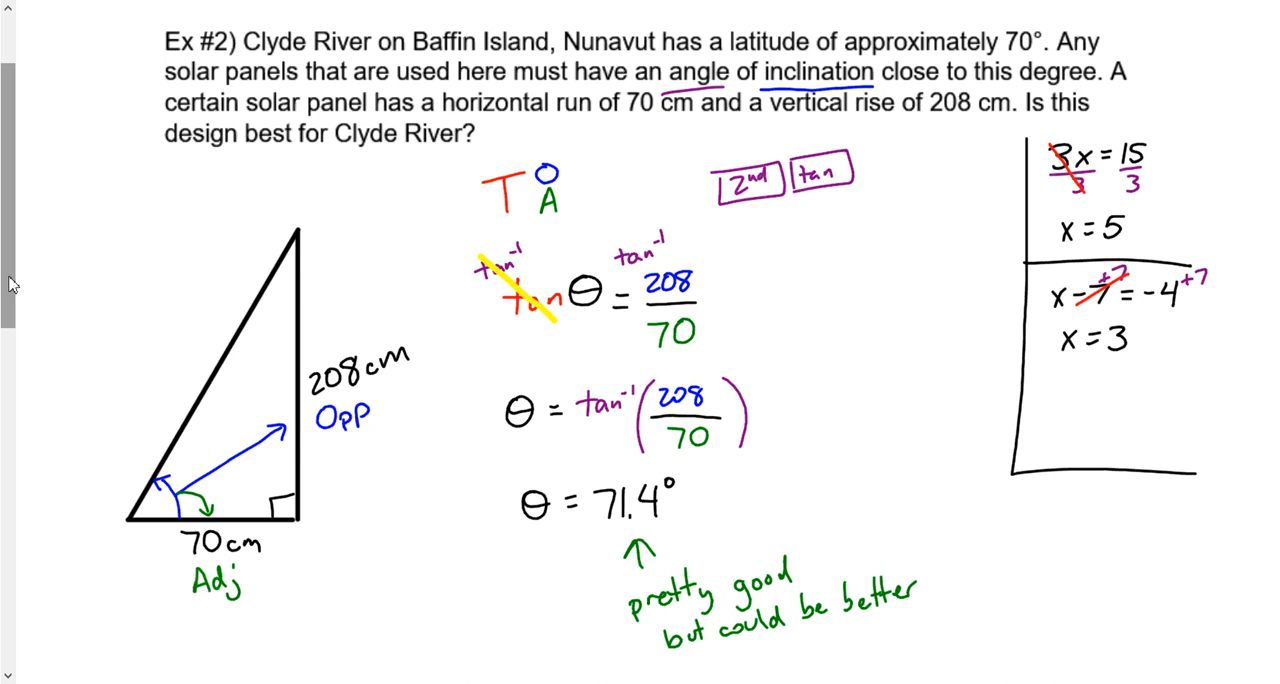 Ex #2) Clyde River on Baffin Island, Nunavut has a latitude of approximately 70°. Any
solar panels that are used here must have an angle of inclination close to this degree. A
certain solar panel has a horizontal run of 70 cm and a vertical rise of 208 cm. Is this
design best for Clyde River?
T O
A
2nd tan
tan⁻¹ tan⁻¹
tan θ = 208
70
θ = tan⁻¹ (208
70)
θ = 71.4°
pretty good
but could be better
208 cm
Opp
70 cm
Adj
3x = 15
3 3
x = 5
+7
x - 7 = -4 +7
x = 3